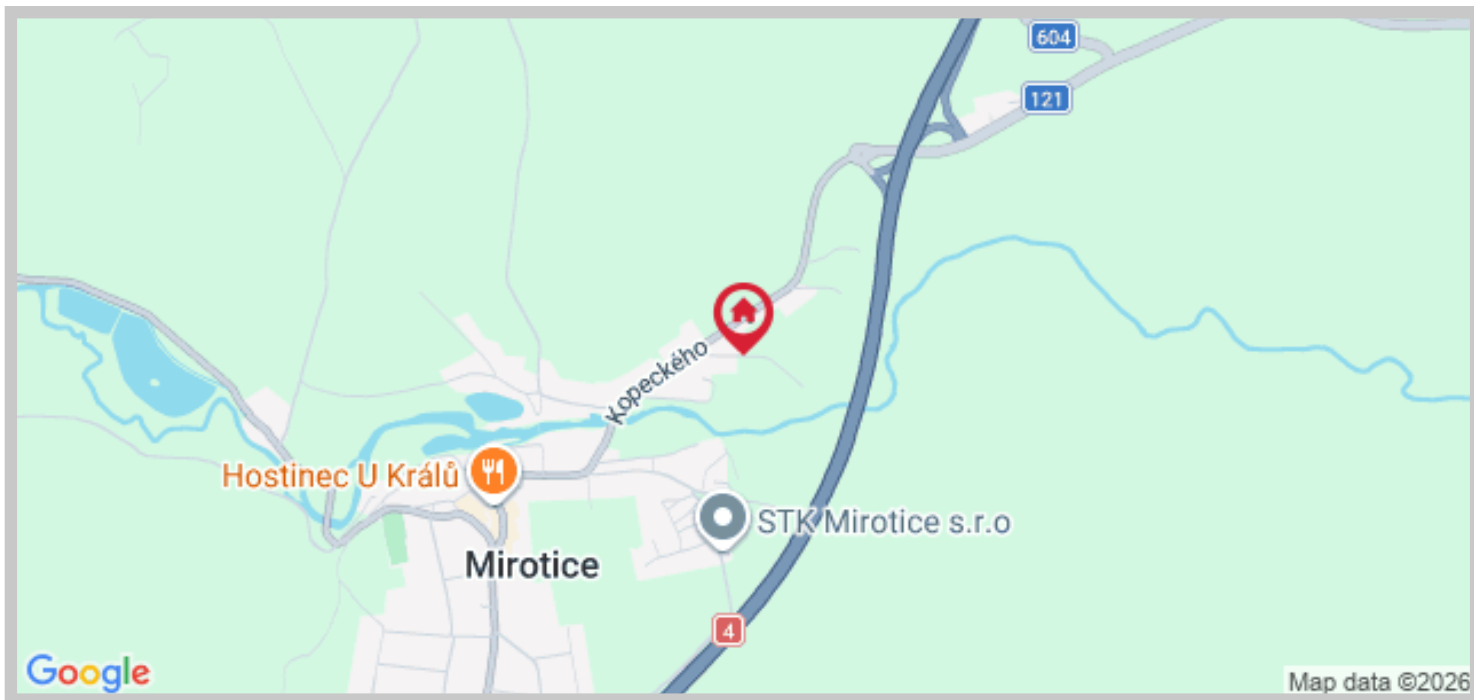 604
121
Kopeckého
Hostinec U Králů
STK Mirotice s.r.o
Mirotice
4
Google
Map data ©2026